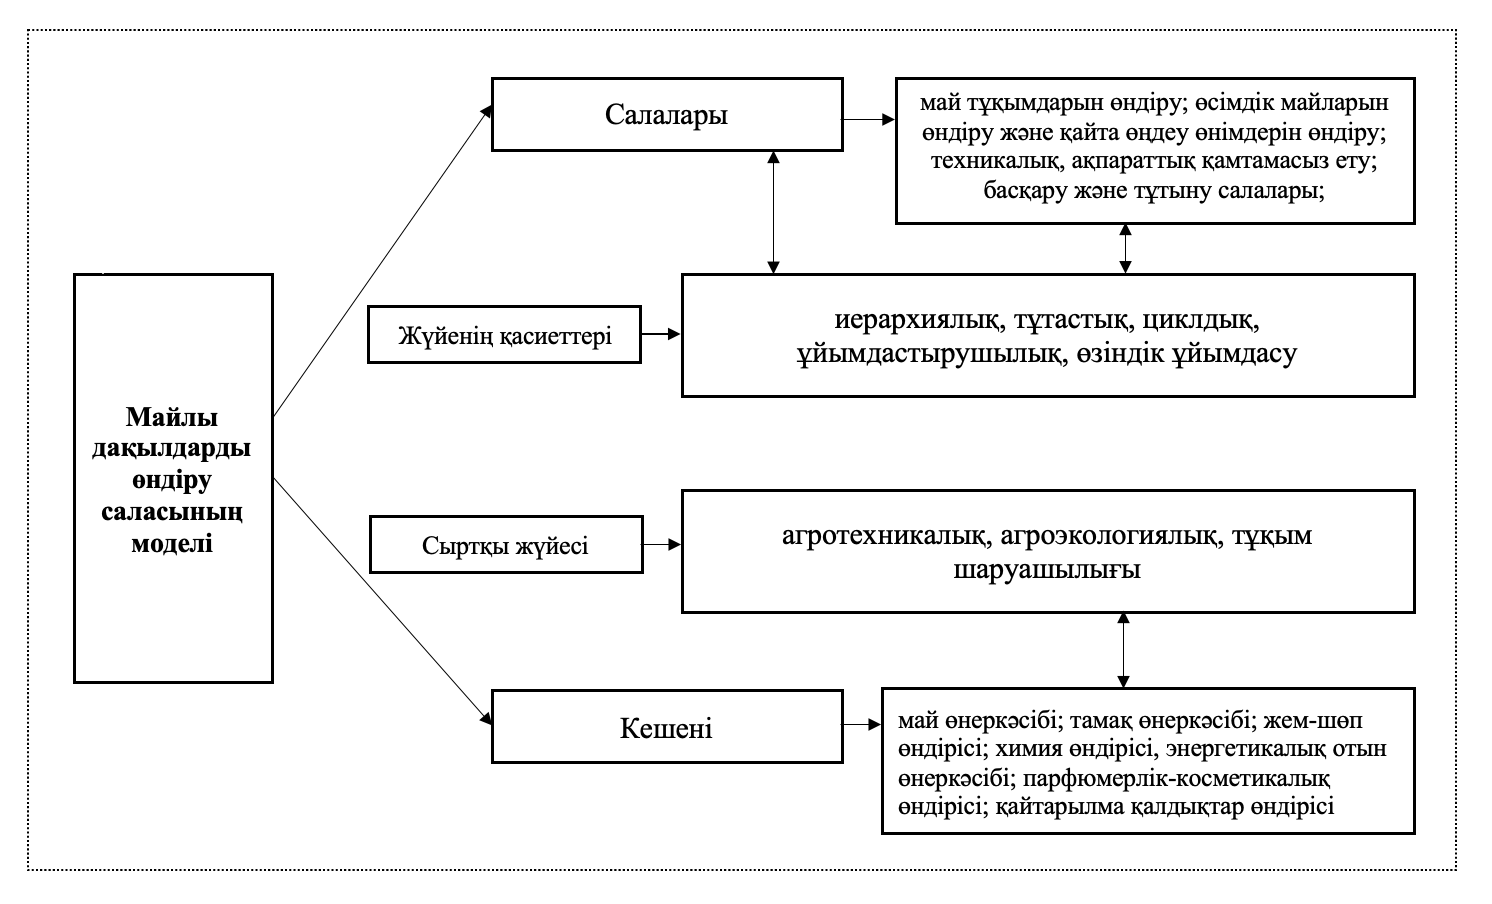 Салалары
май тұқымдарын өндіру; өсімдік майларын
өндіру және қайта өңдеу өнімдерін өндіру;
техникалық, ақпараттық қамтамасыз ету;
басқару және тұтыну салалары;
Жүйенің қасиеттері
иерархиялық, тұтастық, циклдық,
ұйымдастырушылық, өзіндік ұйымдасу
Майлы
дақылдарды
өндіру
саласының
моделі
Сыртқы жүйесі
агротехникалық, агроэкологиялық, тұқым
шаруашылығы
Кешені
май өнеркәсібі; тамақ өнеркәсібі; жем-шөп
өндірісі; химия өндірісі, энергетикалық отын
өнеркәсібі; парфюмерлік-косметикалық
өндірісі; қайтарылма қалдықтар өндірісі